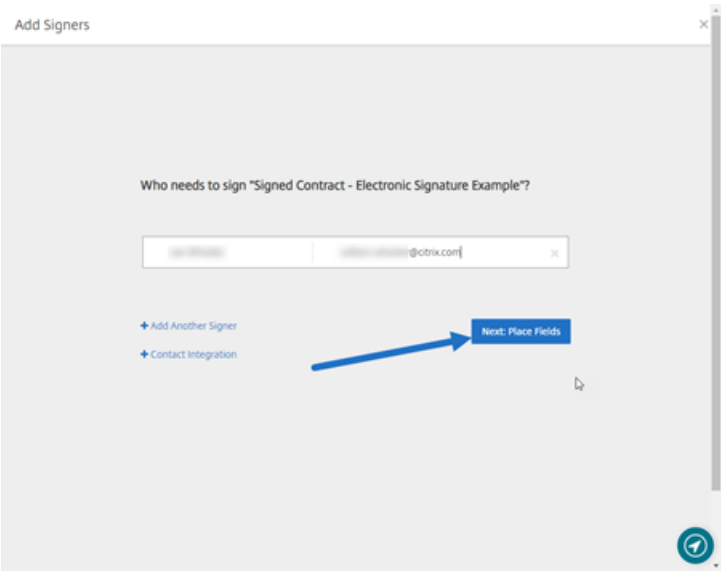 Add Signers
Who needs to sign "Signed Contract - Electronic Signature Example"?
@citrix.com
Add Another Signer
Next: Place Fields
Contact Integration